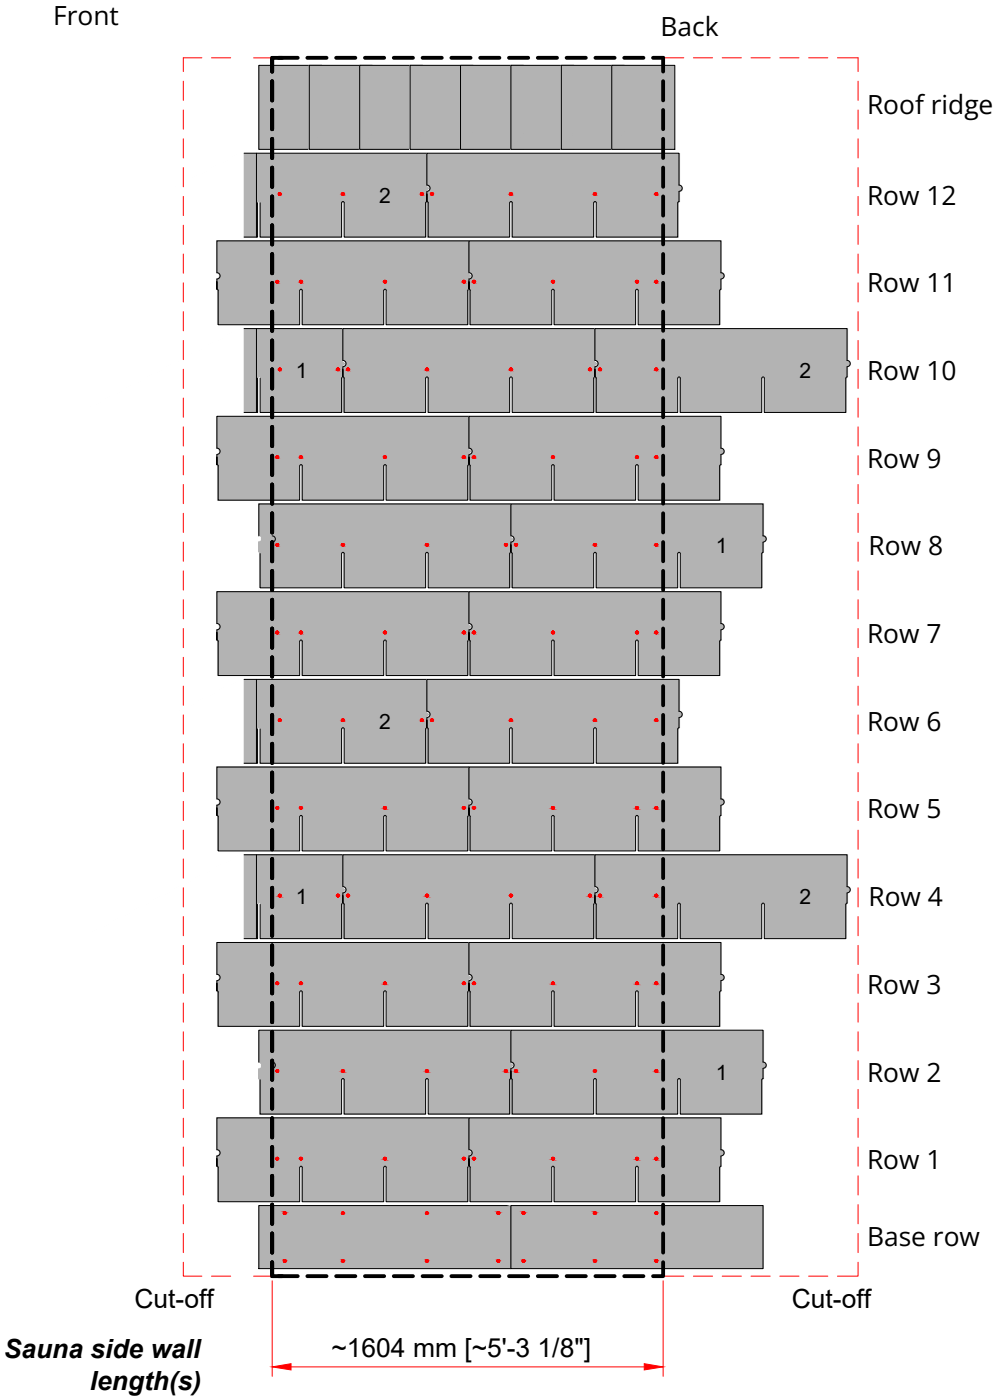 Front
Back
Roof ridge
2
Row 12
Row 11
1
2
Row 10
Row 9
1
Row 8
Row 7
2
Row 6
Row 5
1
2
Row 4
Row 3
1
Row 2
Row 1
Base row
Cut-off
Cut-off
Sauna side wall
length(s)
~1604 mm [~5'-3 1/8"]